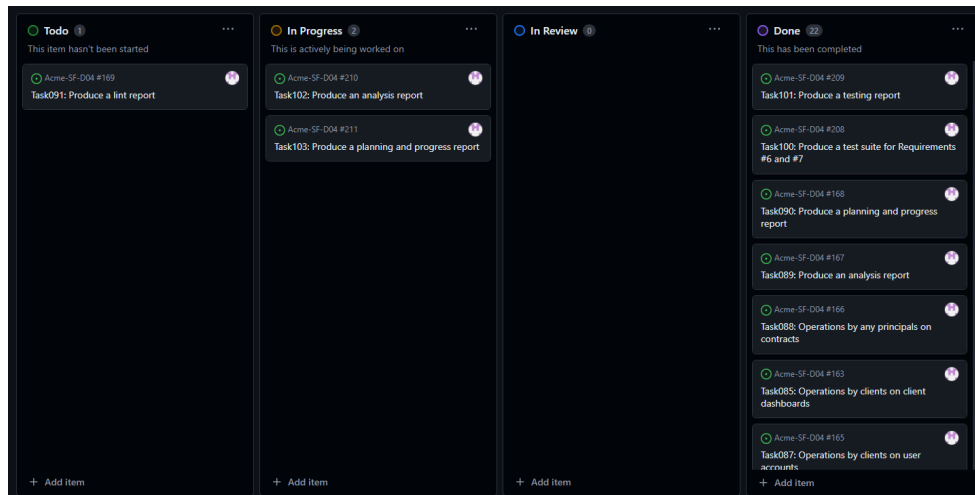 Todo 1 ...
This item hasn't been started
Acme-SF-D04 #169
Task091: Produce a lint report
+ Add item
In Progress 2 ...
This is actively being worked on
Acme-SF-D04 #210
Task102: Produce an analysis report
Acme-SF-D04 #211
Task103: Produce a planning and progress report
+ Add item
In Review 0 ...
+ Add item
Done 22 ...
This has been completed
Acme-SF-D04 #209
Task101: Produce a testing report
Acme-SF-D04 #208
Task100: Produce a test suite for Requirements
#6 and #7
Acme-SF-D04 #168
Task090: Produce a planning and progress
report
Acme-SF-D04 #167
Task089: Produce an analysis report
Acme-SF-D04 #166
Task088: Operations by any principals on
contracts
Acme-SF-D04 #163
Task085: Operations by clients on client
dashboards
Acme-SF-D04 #165
Task087: Operations by clients on user
accounts
+ Add item